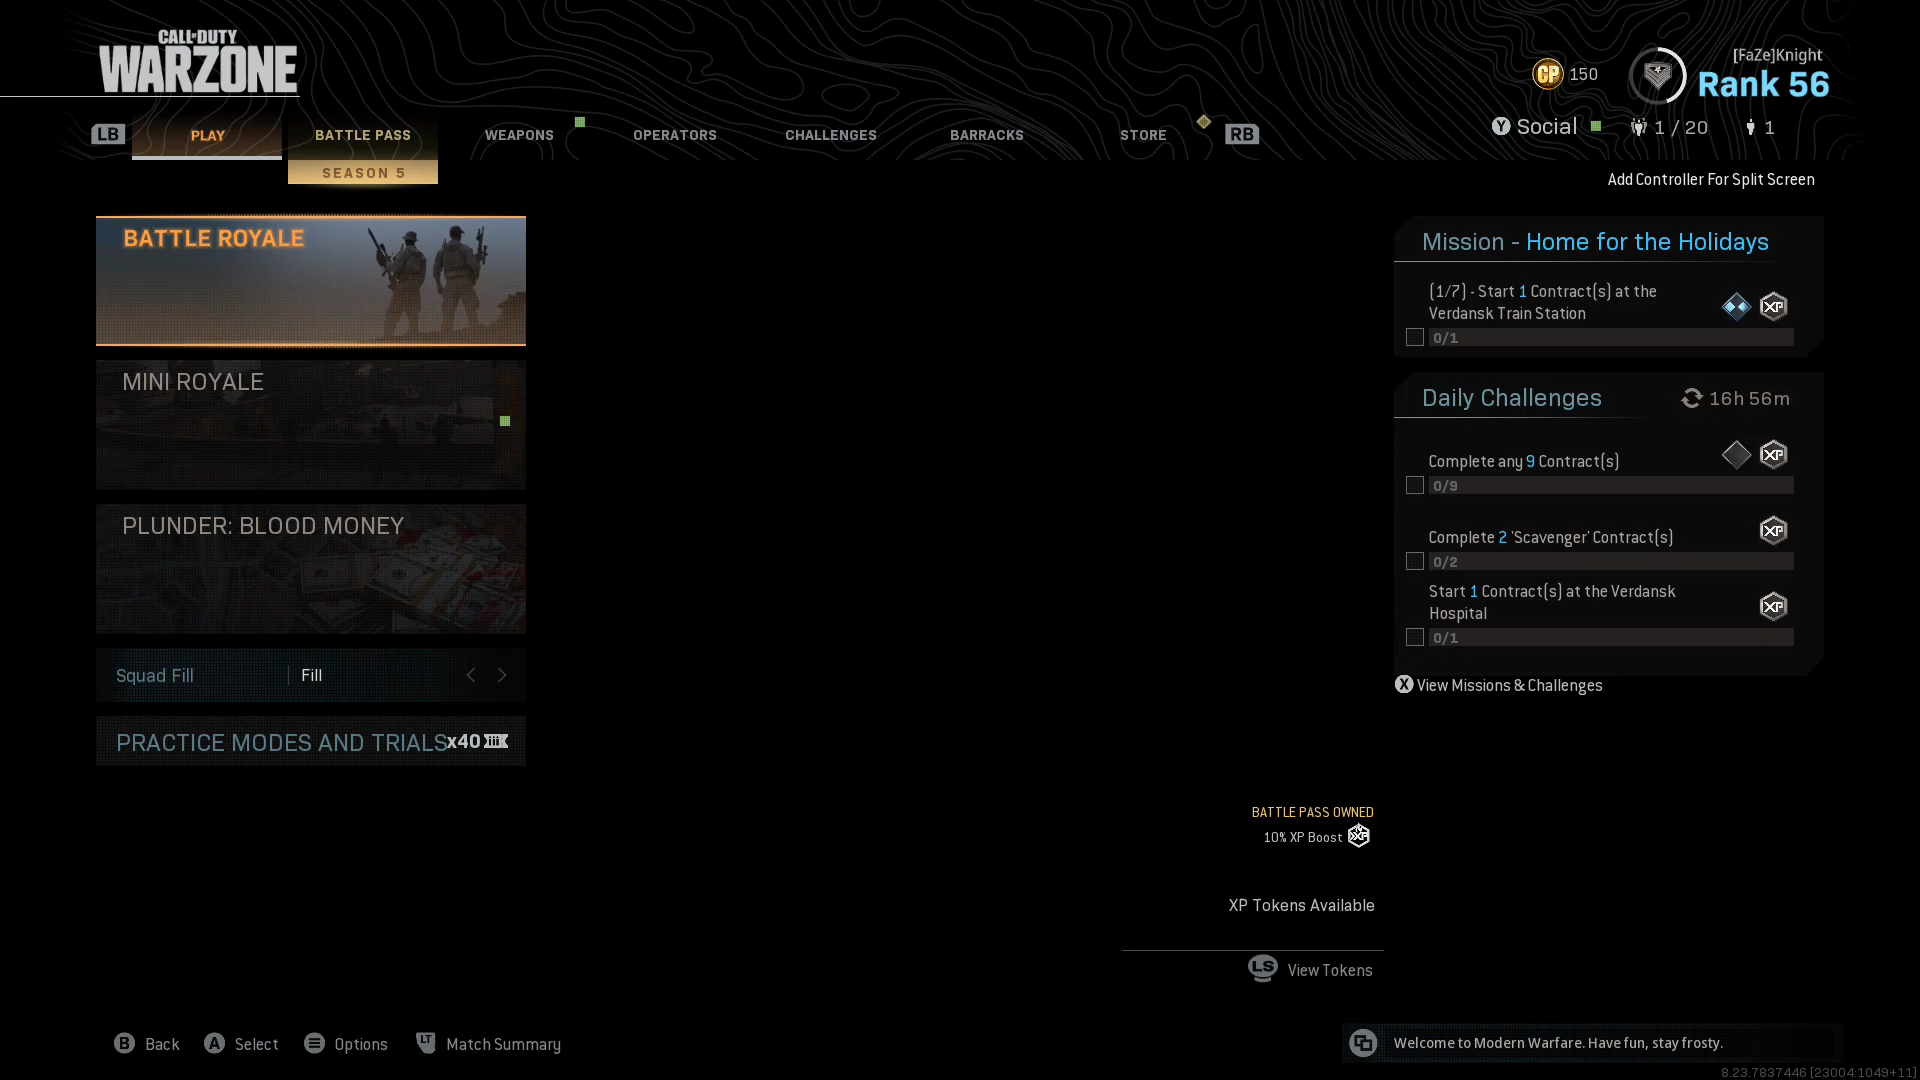 CALL OF DUTY
WARZONE
CP 150
[FaZe]Knight
Rank 56
LB
PLAY
BATTLE PASS
WEAPONS
OPERATORS
CHALLENGES
BARRACKS
STORE
RB
Y Social
1 / 20
1
SEASON 5
Add Controller For Split Screen
BATTLE ROYALE
MINI ROYALE
PLUNDER: BLOOD MONEY
Squad Fill
Fill
PRACTICE MODES AND TRIALS
x40
Mission - Home for the Holidays
(1/7) - Start 1 Contract(s) at the
Verdansk Train Station
XP
0/1
Daily Challenges
16h 56m
Complete any 9 Contract(s)
XP
0/9
Complete 2 'Scavenger' Contract(s)
XP
0/2
Start 1 Contract(s) at the Verdansk
Hospital
XP
0/1
X View Missions & Challenges
BATTLE PASS OWNED
10% XP Boost
XP Tokens Available
LS View Tokens
B Back
A Select
Options
LT Match Summary
Welcome to Modern Warfare. Have fun, stay frosty.
8.23.7837446 [23004:1049+11]